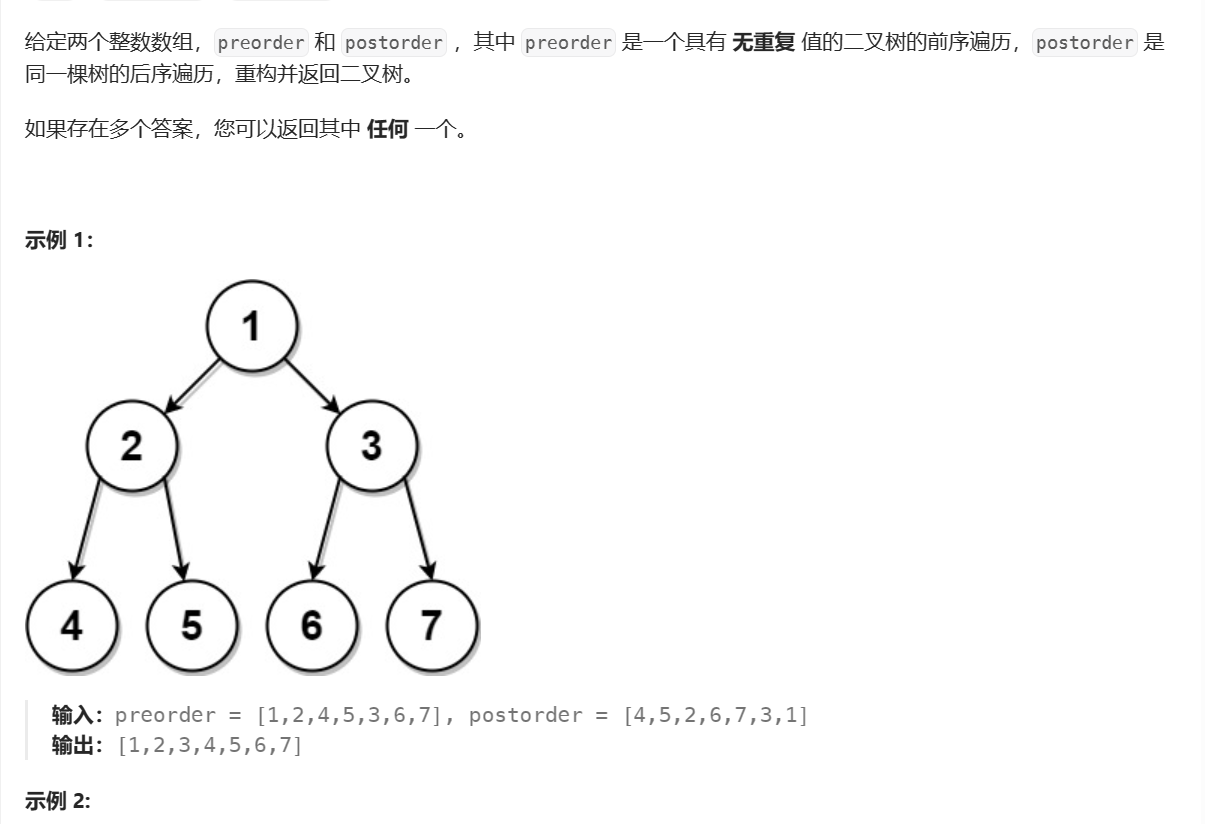 给定两个整数数组，preorder 和 postorder ，其中 preorder 是一个具有 无重复 值的二叉树的前序遍历，postorder 是
同一棵树的后序遍历，重构并返回二叉树。
如果存在多个答案，您可以返回其中 任何 一个。
示例 1：
1
2
3
4
5
6
7
输入：preorder = [1,2,4,5,3,6,7], postorder = [4,5,2,6,7,3,1]
输出：[1,2,3,4,5,6,7]
示例 2: